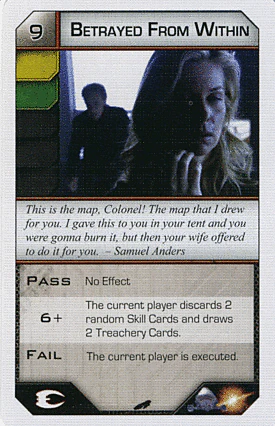 9 BETRAYED FROM WITHIN
This is the map, Colonel! The map that I drew
for you. I gave this to you in your tent and you
were gonna burn it, but then your wife offered
to do it for you. – Samuel Anders
PASS No Effect
6+ The current player discards 2
random Skill Cards and draws
2 Treachery Cards.
FAIL The current player is executed.